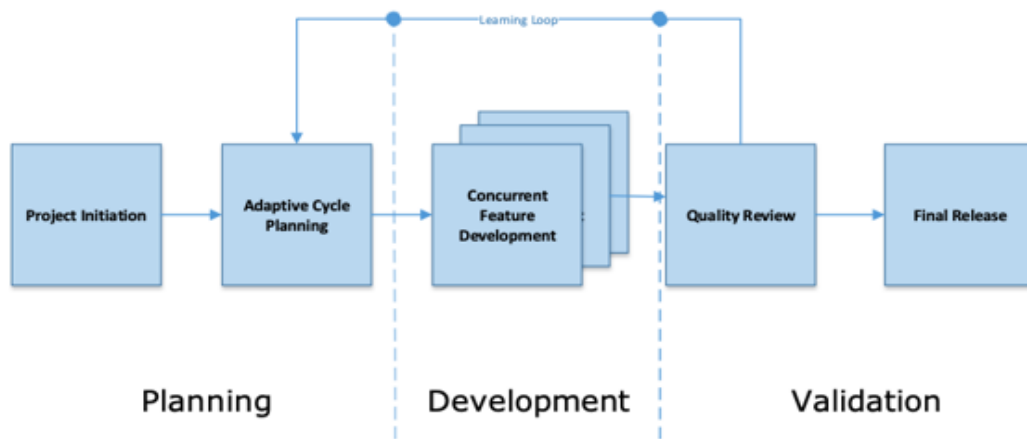 Learning Loop
Project Initiation
Adaptive Cycle
Planning
Concurrent
Feature
Development
Quality Review
Final Release
Planning
Development
Validation